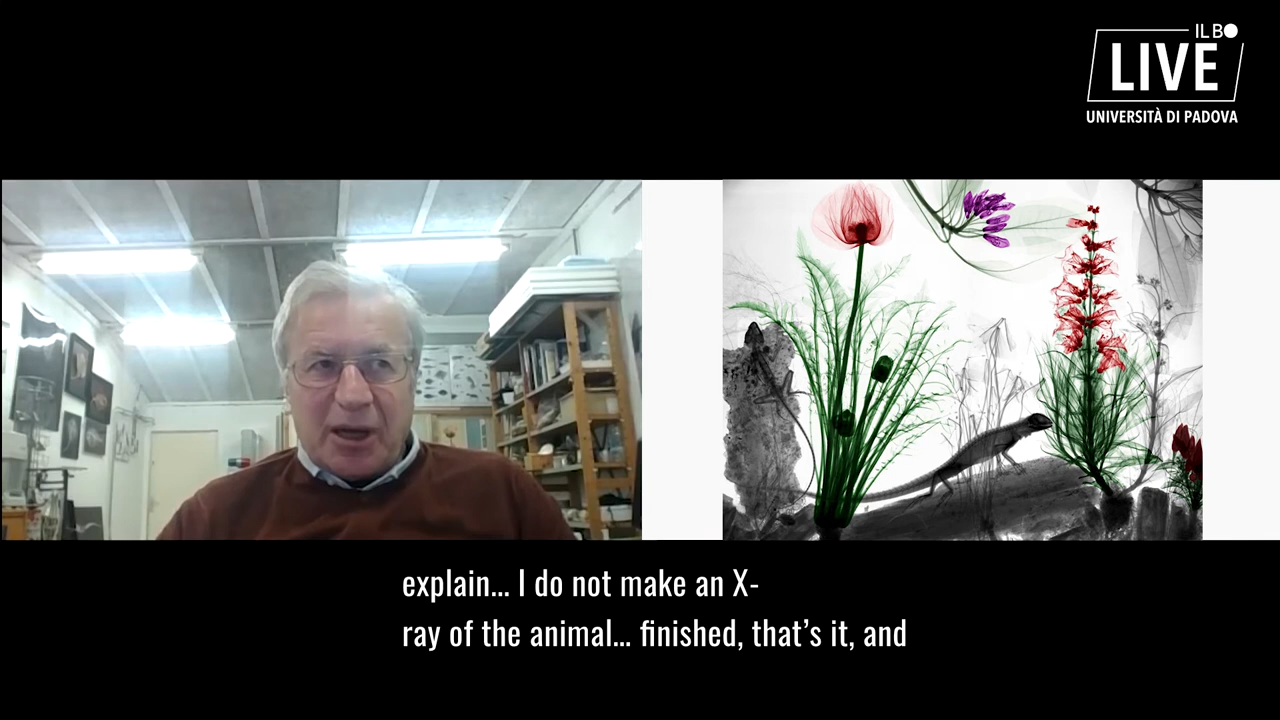 IL BO
LIVE
UNIVERSITÀ DI PADOVA
explain... I do not make an X-
ray of the animal... finished, that’s it, and